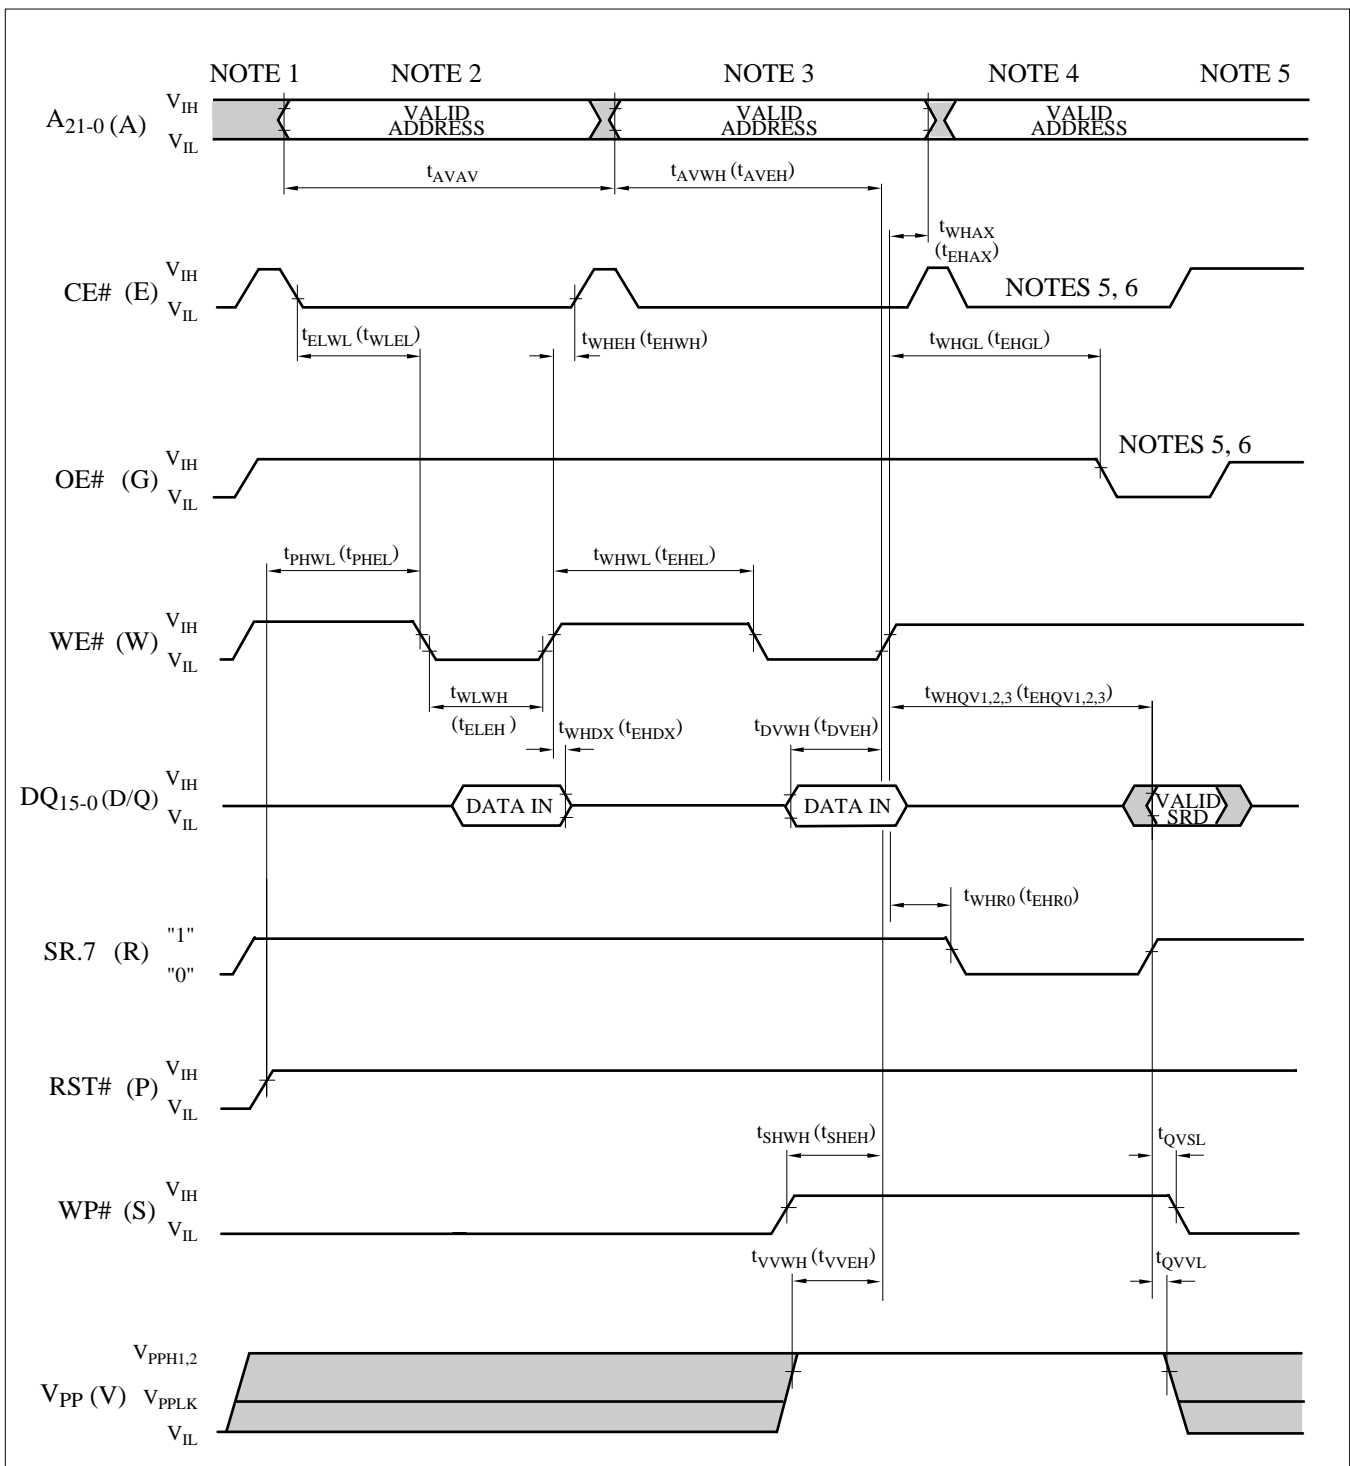 NOTE 1 NOTE 2 NOTE 3 NOTE 4 NOTE 5
A21-0 (A) VIH VIL
VALID ADDRESS VALID ADDRESS VALID ADDRESS
tAVAV tAVWH (tAVEH)
tWHAX
(tEHAX)
CE# (E) VIH VIL
NOTES 5, 6
tELWL (tWLEL) tWHEH (tEHWH) tWHGL (tEHGL)
OE# (G) VIH VIL
NOTES 5, 6
tPHWL (tPHEL) tWHWL (tEHEL)
WE# (W) VIH VIL
tWLWH
(tELEH)
tWHDX (tEHDX) tDVWH (tDVEH) tWHQV1,2,3 (tEHQV1,2,3)
DQ15-0 (D/Q) VIH VIL
DATA IN DATA IN VALID SRD
tWHR0 (tEHR0)
SR.7 (R) "1" "0"
RST# (P) VIH VIL
tSHWH (tSHEH) tQVSL
WP# (S) VIH VIL
tVVWH (tVVEH) tQVVL
VPP (V) VPPH1,2 VPPLK VIL